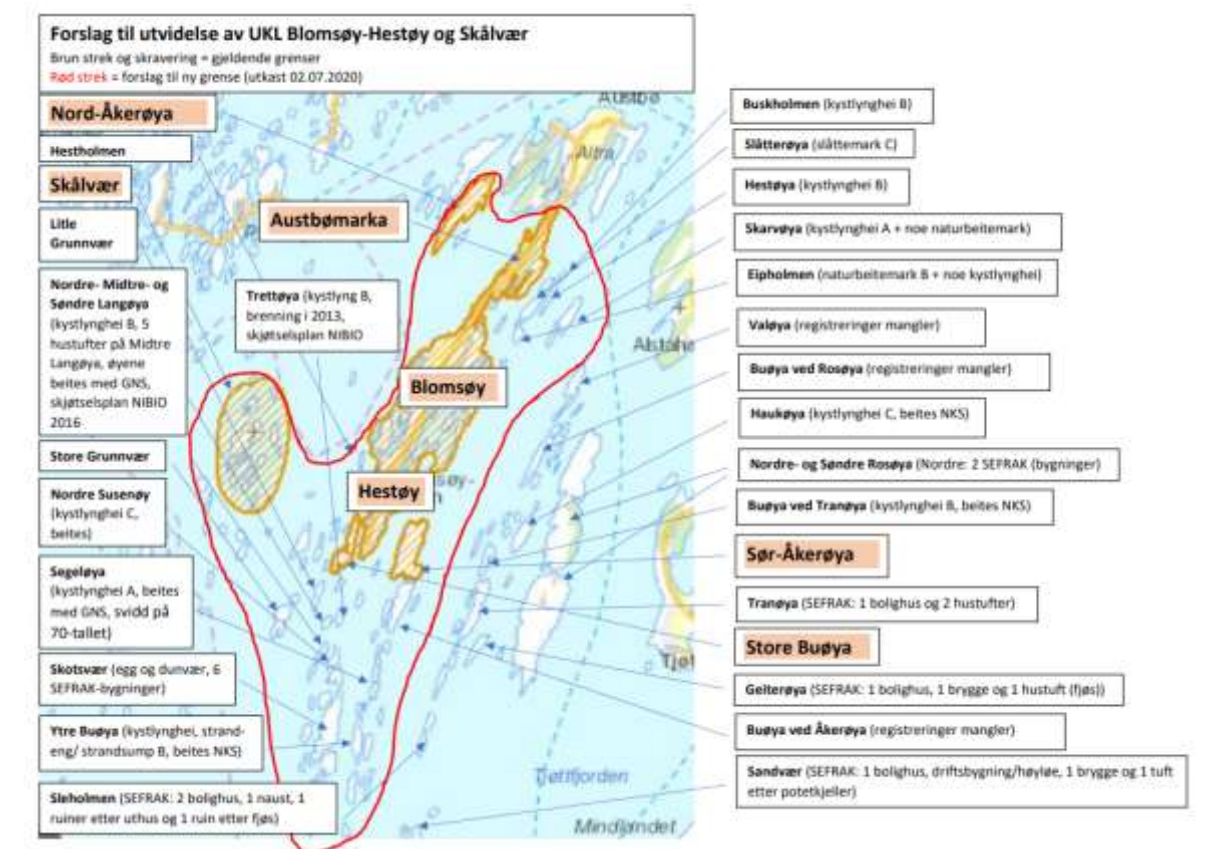 Forslag til utvidelse av UKL Blomsøy-Hestøy og Skålvær
Brun strek og skravering = gjeldende grenser
Rød strek = forslag til ny grense (utkast 02.07.2020)
Nord-Åkerøya
Hestholmen
Skålvær
Litle
Grunnvær
Nordre- Midtre- og
Søndre Langøya
(kystlynghei B, 5
hustufter på Midtre
Langøya, øyene
beites med GNS,
skjøtselsplan NIBIO
2016
Store Grunnvær
Nordre Susenøy
(kystlynghei C,
beites)
Segeløya
(kystlynghei A, beites
med GNS, svidd på
70-tallet)
Skotsvær (egg og dunvær, 6
SEFRAK-bygninger)
Ytre Buøya (kystlynghei, strand-
eng/ strandsump B, beites NKS)
Sleholmen (SEFRAK: 2 bolighus, 1 naust, 1
ruiner etter uthus og 1 ruin etter fjøs)
Austbømarka
Trettøya (kystlyng B,
brenning i 2013,
skjøtselsplan NIBIO
Blomsøy
Hestøy
Austbø
Altra
Alstaha
Tjøt
Tjøttfjorden
Mindlandet
Buskholmen (kystlynghei B)
Slåtterøya (slåttemark C)
Hestøya (kystlynghei B)
Skarvøya (kystlynghei A + noe naturbeitemark)
Eipholmen (naturbeitemark B + noe kystlynghei)
Valøya (registreringer mangler)
Buøya ved Rosøya (registreringer mangler)
Haukøya (kystlynghei C, beites NKS)
Nordre- og Søndre Rosøya (Nordre: 2 SEFRAK (bygninger)
Buøya ved Tranøya (kystlynghei B, beites NKS)
Sør-Åkerøya
Tranøya (SEFRAK: 1 bolighus og 2 hustufter)
Store Buøya
Geiterøya (SEFRAK: 1 bolighus, 1 brygge og 1 hustuft (fjøs))
Buøya ved Åkerøya (registreringer mangler)
Sandvær (SEFRAK: 1 bolighus, driftsbygning/høyløe, 1 brygge og 1 tuft
etter potetkjeller)